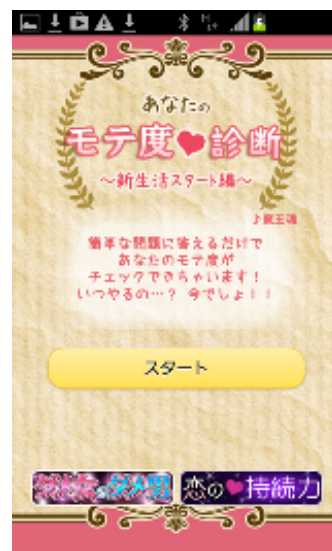 あなたの
モテ度♥診断
～新生活スタート編～
♪魔王魂
簡単な問題に答えるだけで
あなたのモテ度が
チェックできちゃいます!
いつやるの…? 今でしょ!!
スタート
ダメ男
恋の♥持続力